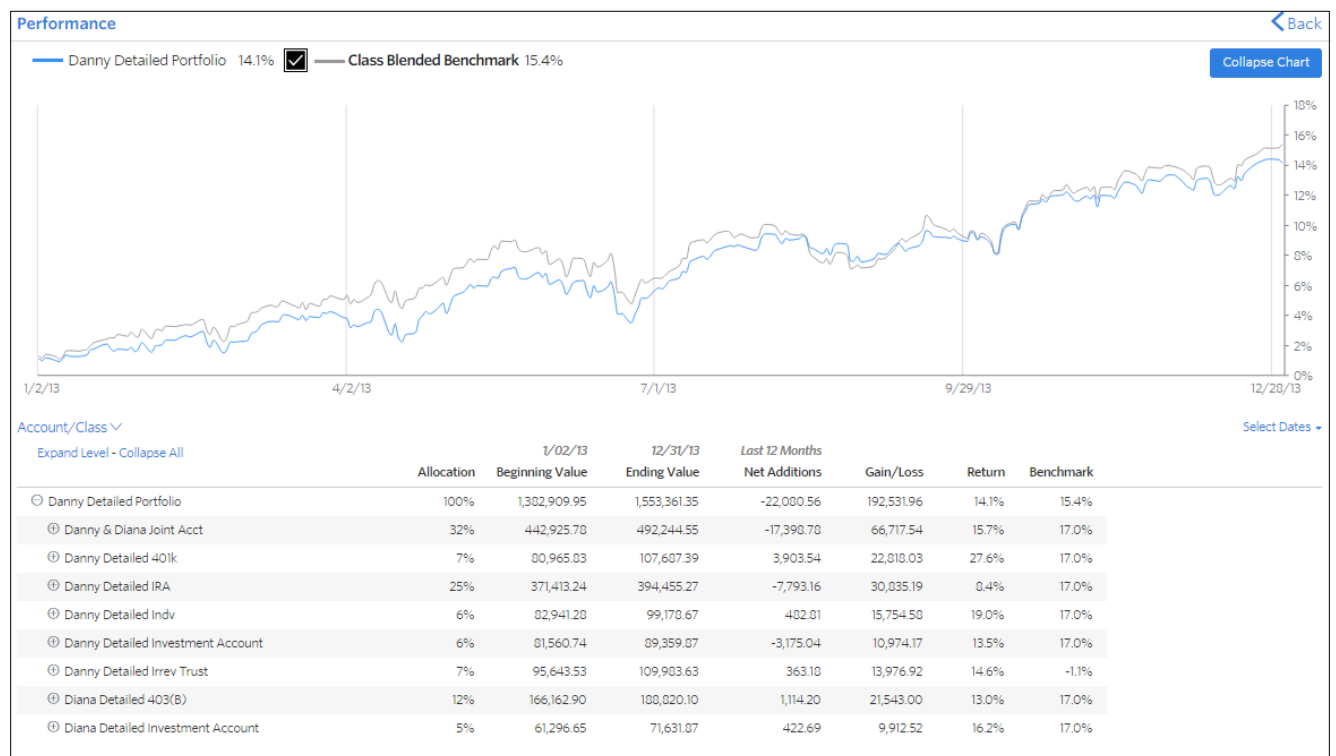 Performance
Back
Danny Detailed Portfolio 14.1% Class Blended Benchmark 15.4%
Collapse Chart
18%
16%
14%
12%
10%
8%
6%
4%
2%
0%
1/2/13 4/2/13 7/1/13 9/29/13 12/28/13
Account/Class Select Dates
Expand Level - Collapse All 1/02/13 12/31/13 Last 12 Months
Allocation Beginning Value Ending Value Net Additions Gain/Loss Return Benchmark
Danny Detailed Portfolio 100% 1,382,909.95 1,553,361.35 -22,080.56 192,531.96 14.1% 15.4%
Danny & Diana Joint Acct 32% 442,925.78 492,244.55 -17,398.78 66,717.54 15.7% 17.0%
Danny Detailed 401k 7% 80,965.83 107,687.39 3,903.54 22,818.03 27.6% 17.0%
Danny Detailed IRA 25% 371,413.24 394,455.27 -7,793.16 30,835.19 8.4% 17.0%
Danny Detailed Indv 6% 82,941.28 99,178.67 482.81 15,754.58 19.0% 17.0%
Danny Detailed Investment Account 6% 81,560.74 89,359.87 -3,175.04 10,974.17 13.5% 17.0%
Danny Detailed Irrev Trust 7% 95,643.53 109,983.63 363.18 13,976.92 14.6% -1.1%
Diana Detailed 403(B) 12% 166,162.90 188,820.10 1,114.20 21,543.00 13.0% 17.0%
Diana Detailed Investment Account 5% 61,296.65 71,631.87 422.69 9,912.52 16.2% 17.0%